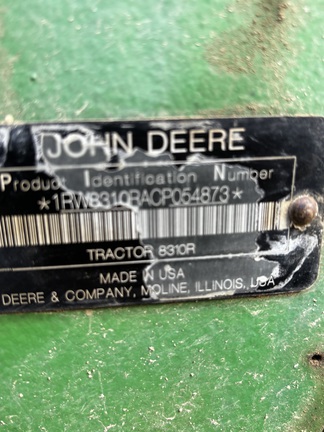 JOHN DEERE
Product Identification Number
*1RW8310RACP054873*
TRACTOR 8310R
MADE IN USA
DEERE & COMPANY, MOLINE, ILLINOIS, USA